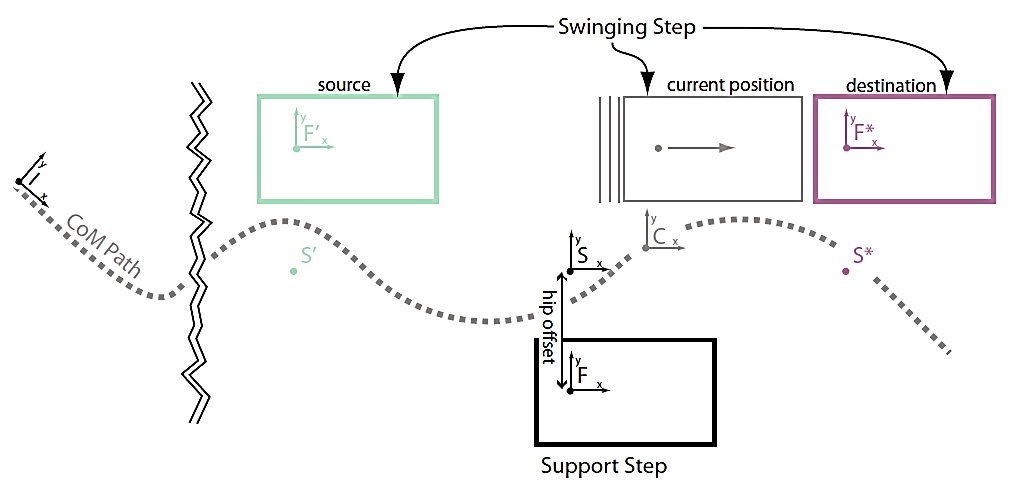 Swinging Step
source
current position
destination
y
F'
x
y
F*
x
y
I
x
CoM Path
S'
y
S
x
y
C
x
S*
hip offset
y
F
x
Support Step